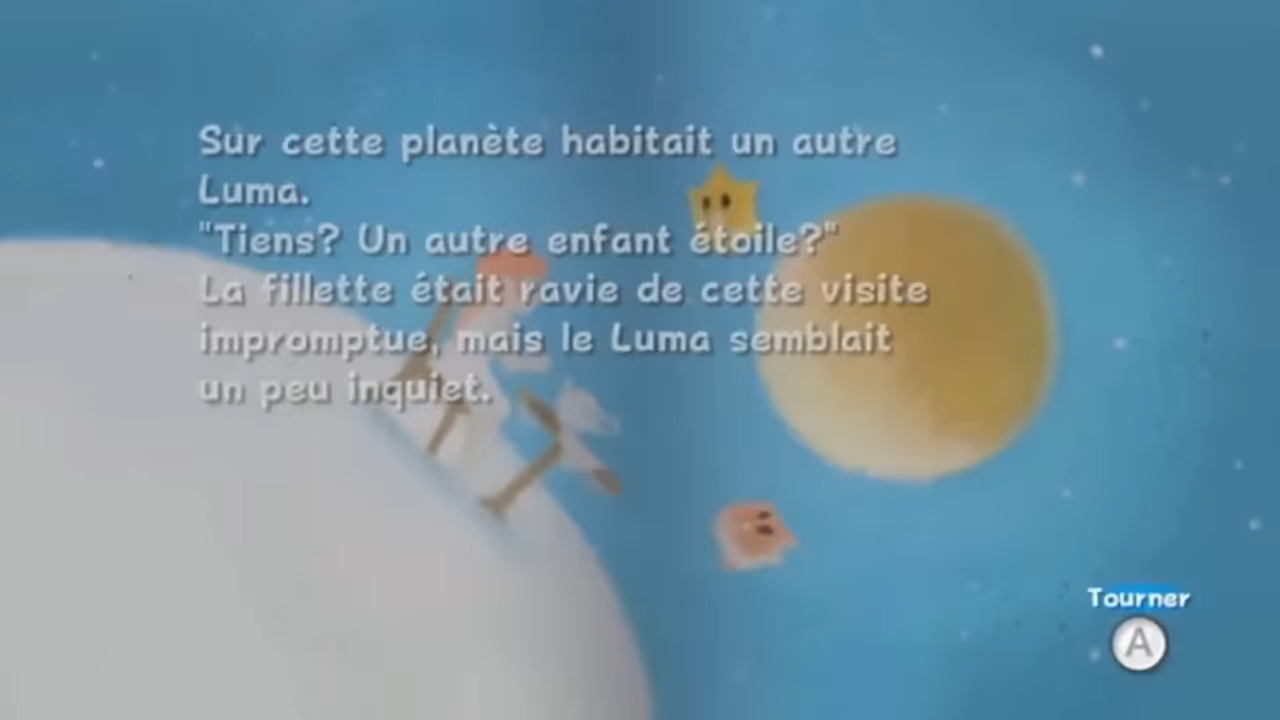 Sur cette planète habitait un autre
Luma.
"Tiens? Un autre enfant étoile?"
La fillette était ravie de cette visite
impromptue, mais le Luma semblait
un peu inquiet.
Tourner
A